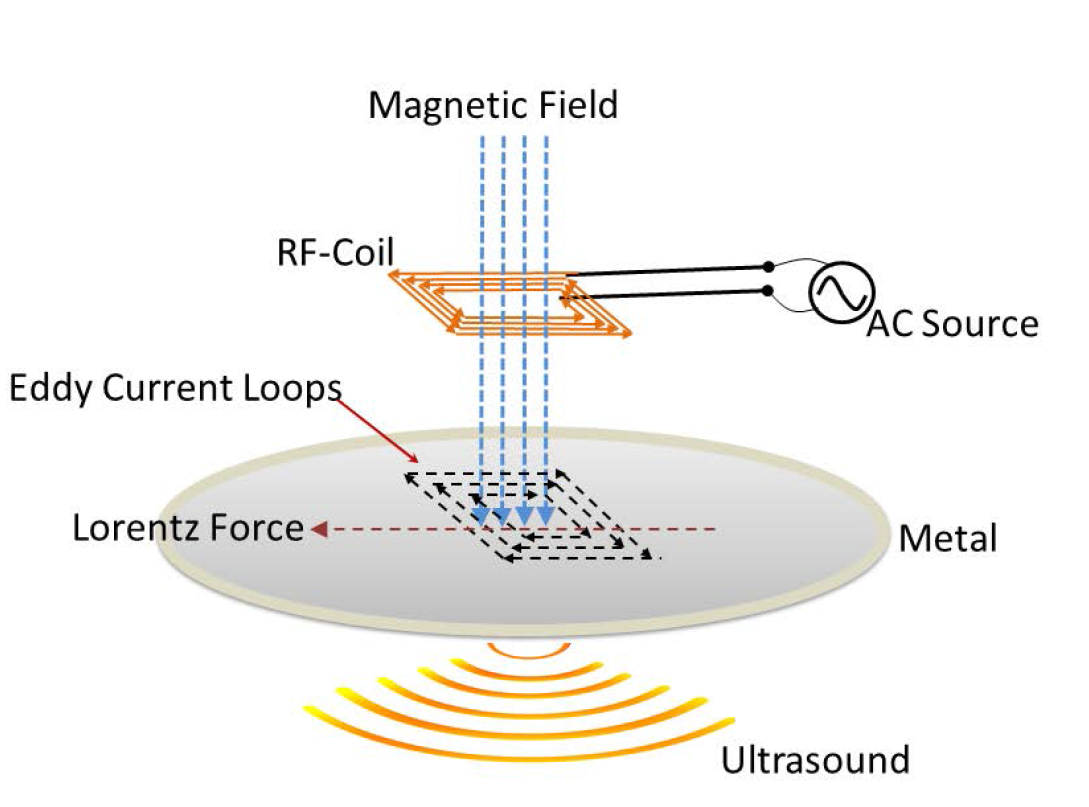 Magnetic Field
RF-Coil
AC Source
Eddy Current Loops
Lorentz Force
Metal
Ultrasound